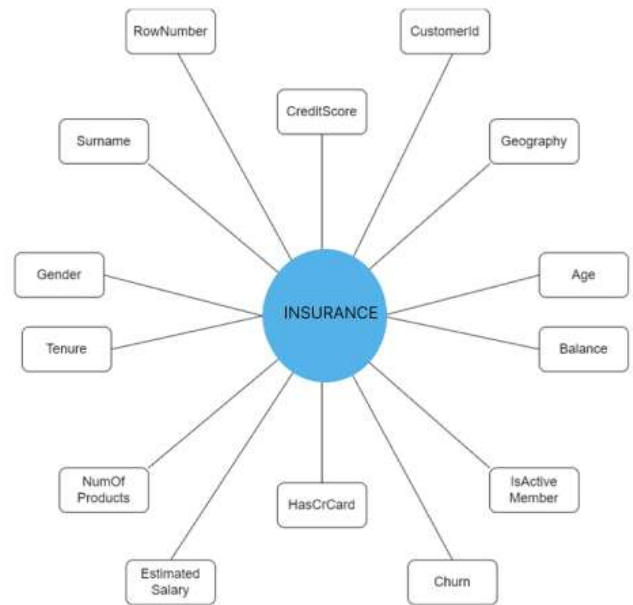 RowNumber
CustomerId
CreditScore
Surname
Geography
Gender
Age
INSURANCE
Tenure
Balance
NumOf
Products
IsActive
Member
HasCrCard
Estimated
Salary
Churn